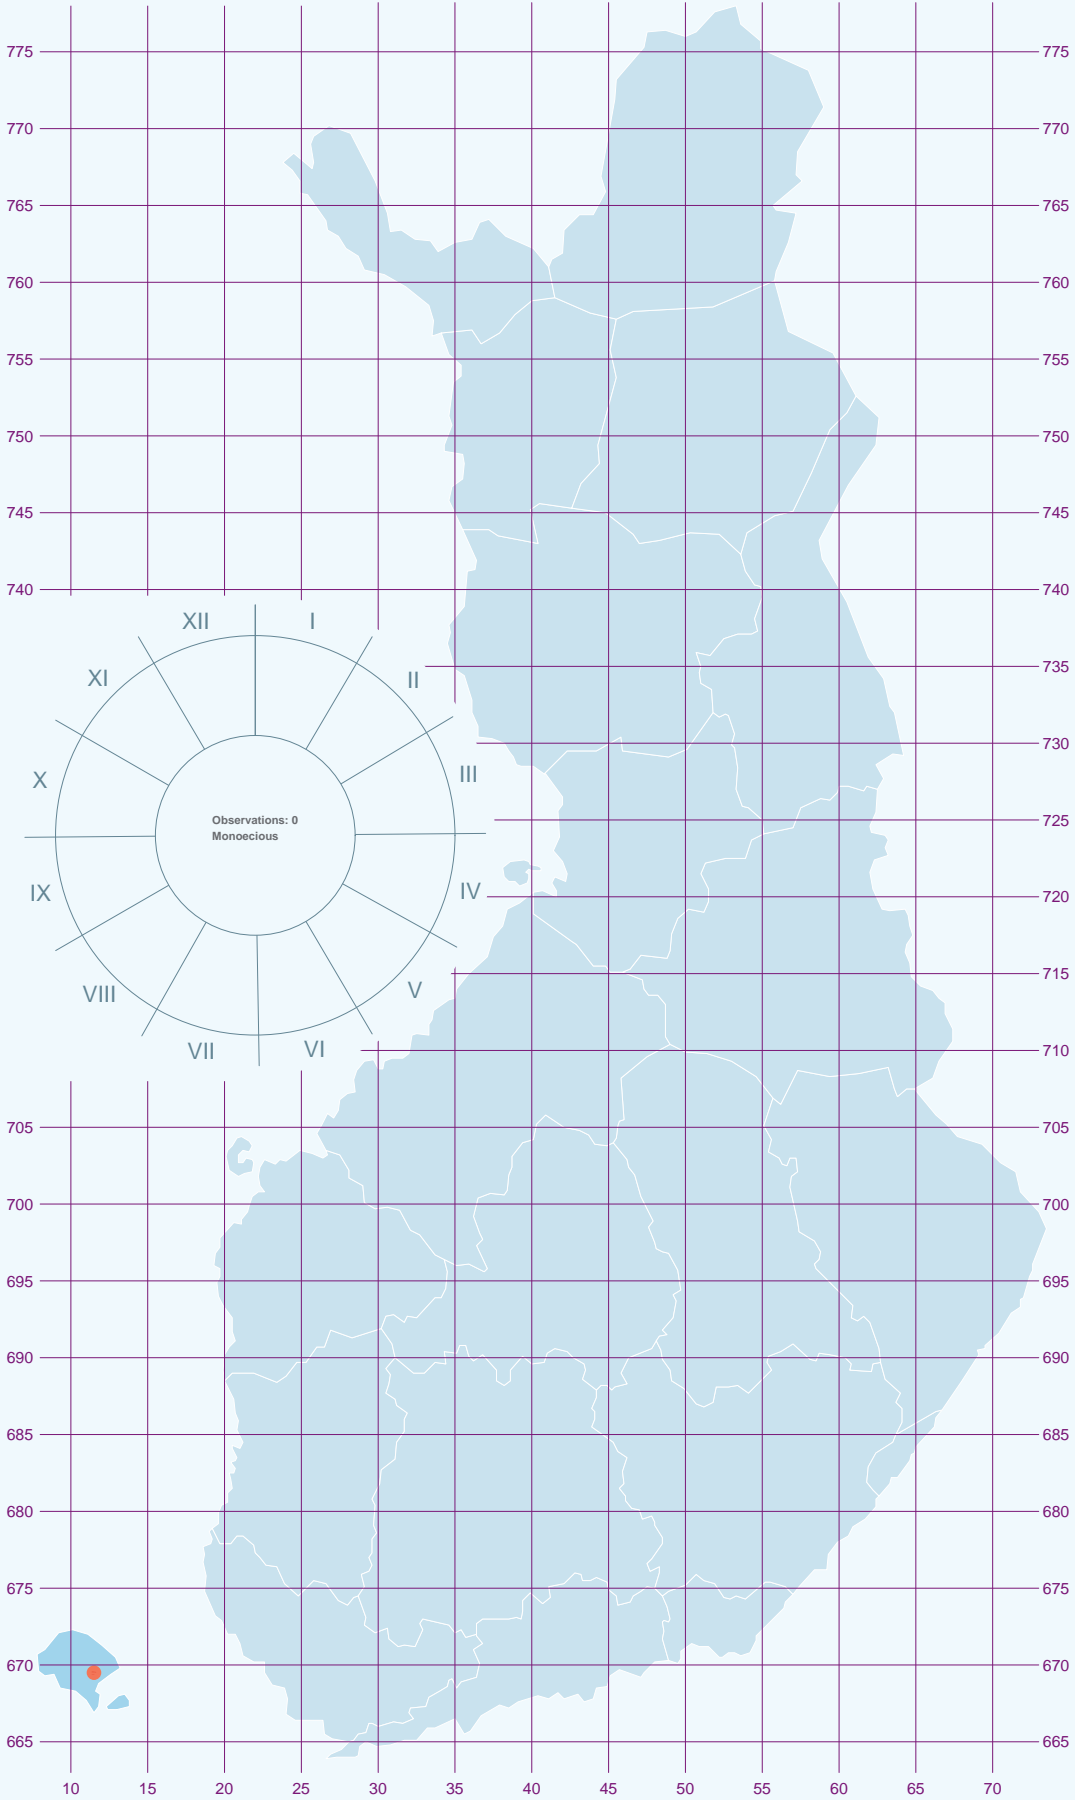 775 775
770 770
765 765
760 760
755 755
750 750
745 745
740 740
XII I
XI II
735
730
X III
725
Observations: 0
Monoecious
IX IV
720
VIII V
715
VII VI
710
705 705
700 700
695 695
690 690
685 685
680 680
675 675
670 670
665 665
10 15 20 25 30 35 40 45 50 55 60 65 70